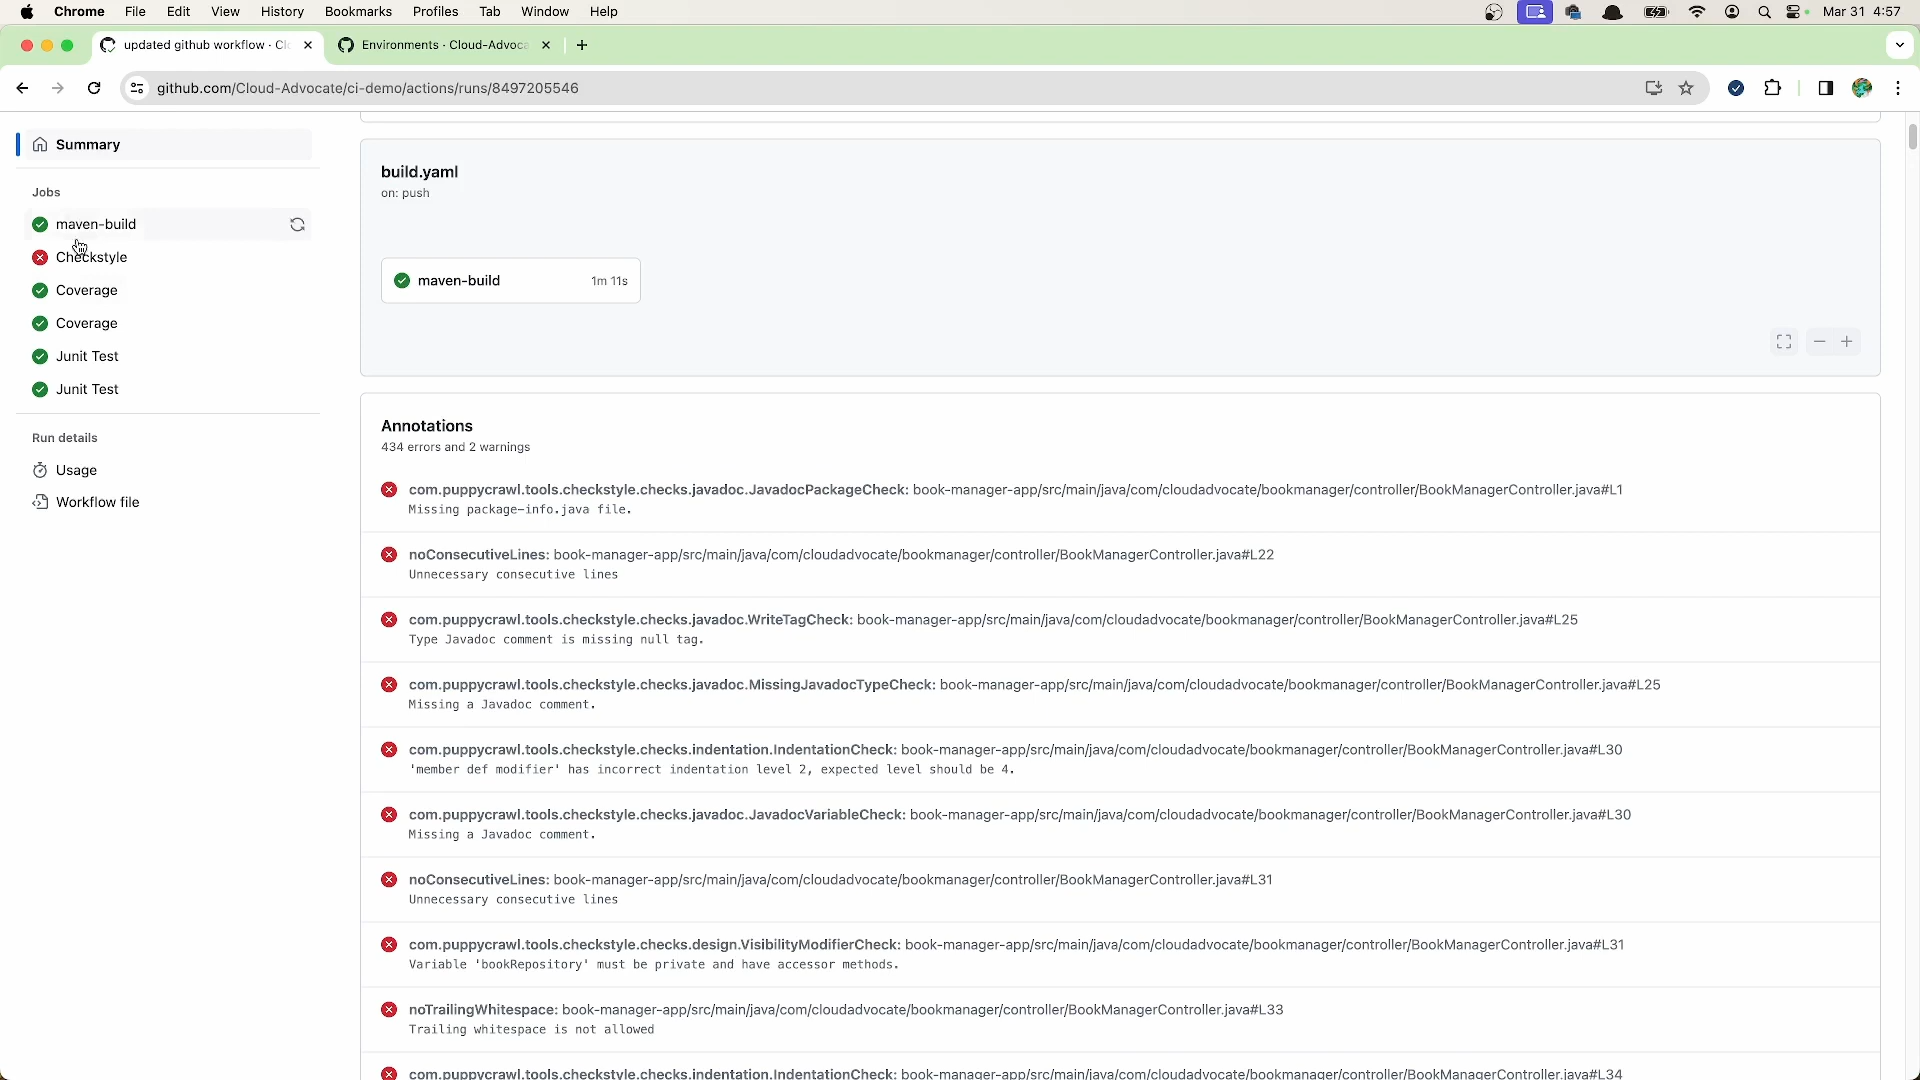 Chrome File Edit View History Bookmarks Profiles Tab Window Help Mar 31 4:57
updated github workflow · Cl
Environments · Cloud-Advoca
github.com/Cloud-Advocate/ci-demo/actions/runs/8497205546
Summary
Jobs
maven-build
Checkstyle
Coverage
Coverage
Junit Test
Junit Test
Run details
Usage
Workflow file
build.yaml
on: push
maven-build 1m 11s
Annotations
434 errors and 2 warnings
com.puppycrawl.tools.checkstyle.checks.javadoc.JavadocPackageCheck: book-manager-app/src/main/java/com/cloudadvocate/bookmanager/controller/BookManagerController.java#L1
Missing package-info.java file.
noConsecutiveLines: book-manager-app/src/main/java/com/cloudadvocate/bookmanager/controller/BookManagerController.java#L22
Unnecessary consecutive lines
com.puppycrawl.tools.checkstyle.checks.javadoc.WriteTagCheck: book-manager-app/src/main/java/com/cloudadvocate/bookmanager/controller/BookManagerController.java#L25
Type Javadoc comment is missing null tag.
com.puppycrawl.tools.checkstyle.checks.javadoc.MissingJavadocTypeCheck: book-manager-app/src/main/java/com/cloudadvocate/bookmanager/controller/BookManagerController.java#L25
Missing a Javadoc comment.
com.puppycrawl.tools.checkstyle.checks.indentation.IndentationCheck: book-manager-app/src/main/java/com/cloudadvocate/bookmanager/controller/BookManagerController.java#L30
'member def modifier' has incorrect indentation level 2, expected level should be 4.
com.puppycrawl.tools.checkstyle.checks.javadoc.JavadocVariableCheck: book-manager-app/src/main/java/com/cloudadvocate/bookmanager/controller/BookManagerController.java#L30
Missing a Javadoc comment.
noConsecutiveLines: book-manager-app/src/main/java/com/cloudadvocate/bookmanager/controller/BookManagerController.java#L31
Unnecessary consecutive lines
com.puppycrawl.tools.checkstyle.checks.design.VisibilityModifierCheck: book-manager-app/src/main/java/com/cloudadvocate/bookmanager/controller/BookManagerController.java#L31
Variable 'bookRepository' must be private and have accessor methods.
noTrailingWhitespace: book-manager-app/src/main/java/com/cloudadvocate/bookmanager/controller/BookManagerController.java#L33
Trailing whitespace is not allowed
com.puppycrawl.tools.checkstyle.checks.indentation.IndentationCheck: book-manager-app/src/main/java/com/cloudadvocate/bookmanager/controller/BookManagerController.java#L34